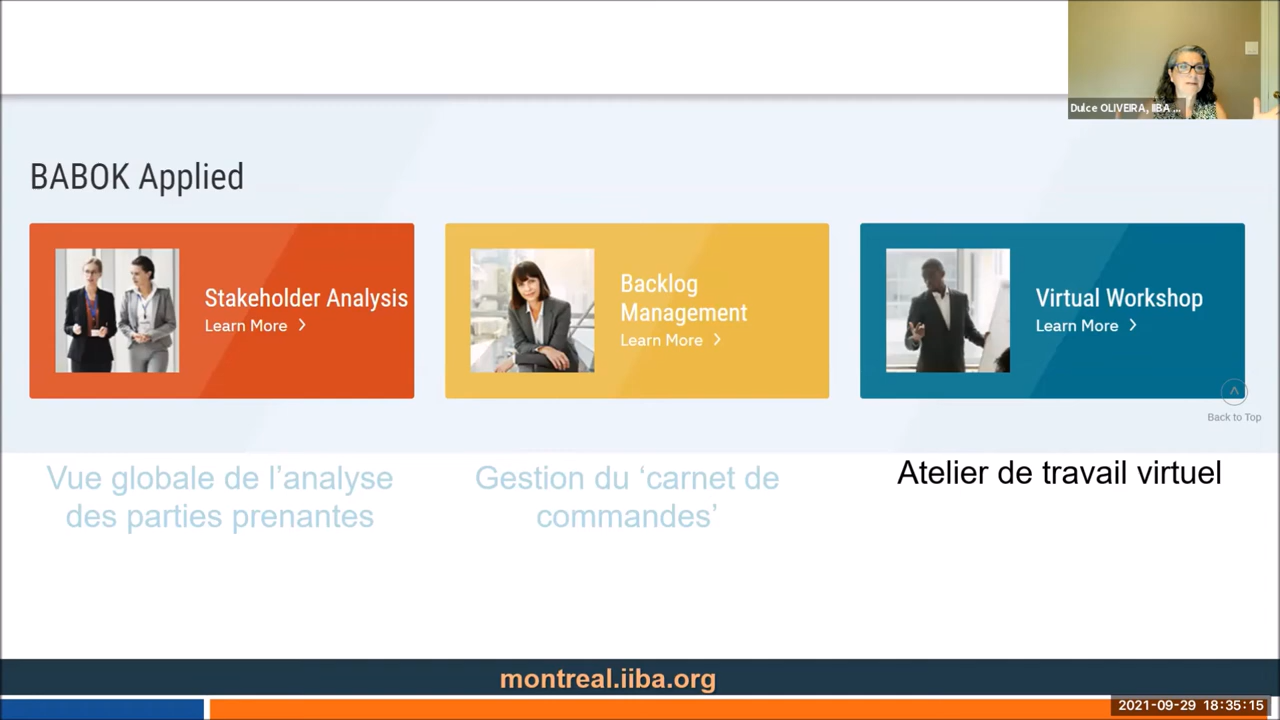 Dulce OLIVEIRA, IIBA ...
BABOK Applied
Stakeholder Analysis
Learn More
Backlog
Management
Learn More
Virtual Workshop
Learn More
Back to Top
Vue globale de l’analyse
des parties prenantes
Gestion du ‘carnet de
commandes’
Atelier de travail virtuel
montreal.iiba.org
2021-09-29 18:35:15